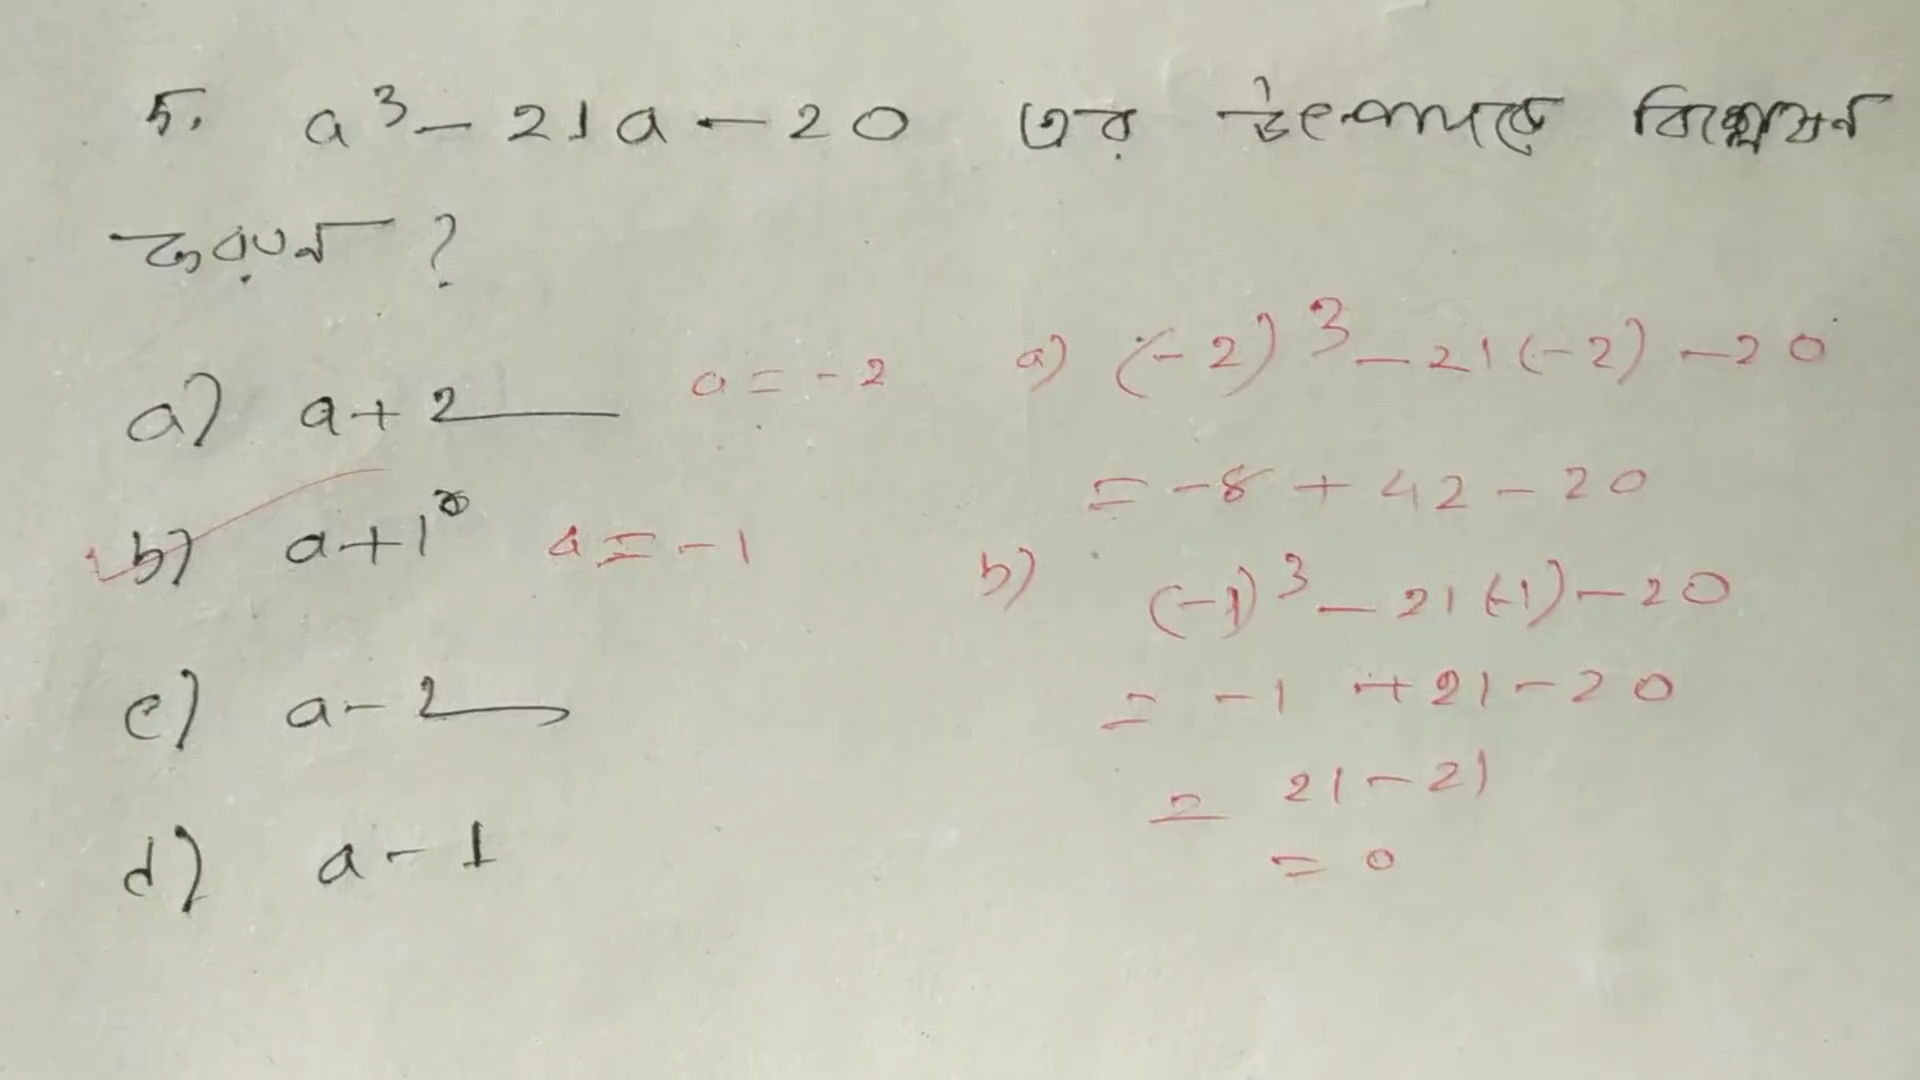 5. a³ - 21a - 20 এর উৎপাদকে বিশ্লেষণ
করুন ?
a) a+2 a = -2
b) a+1 a = -1
c) a-2
d) a-1
a) (-2)³ - 21(-2) - 20
= -8 + 42 - 20
b) (-1)³ - 21(-1) - 20
= -1 + 21 - 20
= 21 - 21
= 0